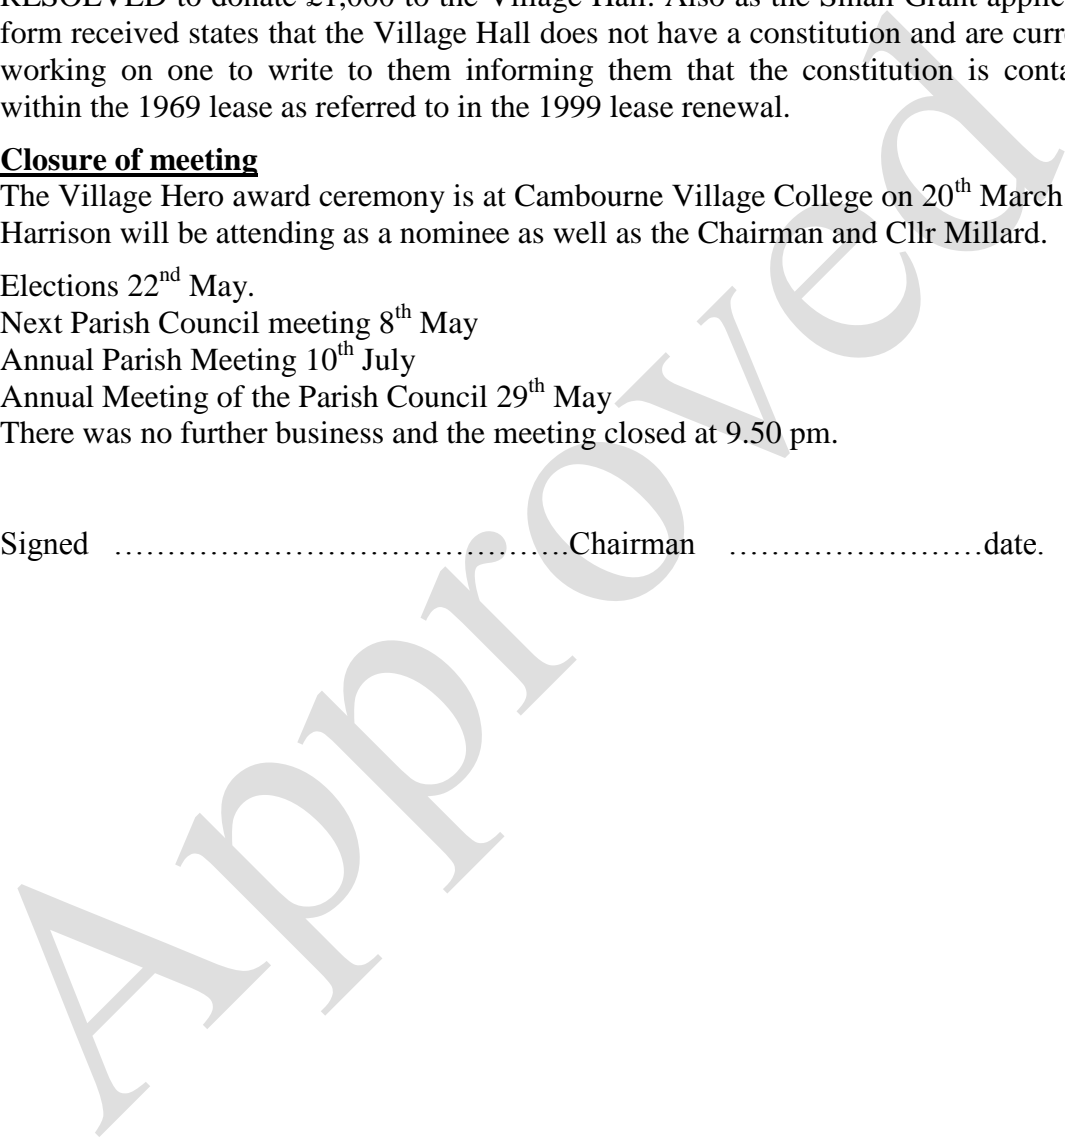 RESOLVED to donate £1,000 to the Village Hall. Also as the Small Grant applic
form received states that the Village Hall does not have a constitution and are curre
working on one to write to them informing them that the constitution is conta
within the 1969 lease as referred to in the 1999 lease renewal.
Closure of meeting
The Village Hero award ceremony is at Cambourne Village College on 20th March
Harrison will be attending as a nominee as well as the Chairman and Cllr Millard.
Elections 22nd May.
Next Parish Council meeting 8th May
Annual Parish Meeting 10th July
Annual Meeting of the Parish Council 29th May
There was no further business and the meeting closed at 9.50 pm.
Signed …………………………………….Chairman ……………………date.
Approved